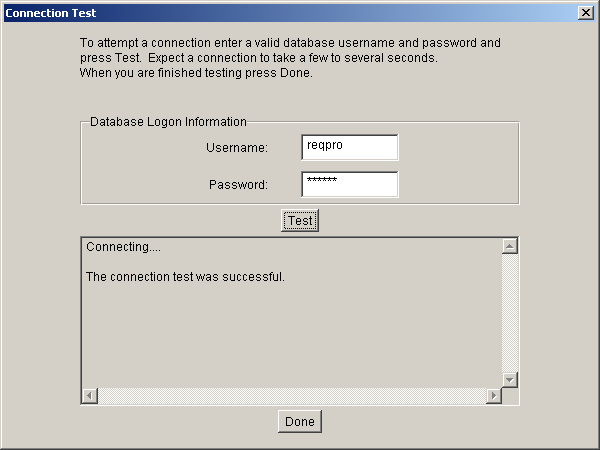 Connection Test
To attempt a connection enter a valid database username and password and
press Test.  Expect a connection to take a few to several seconds.
When you are finished testing press Done.
Database Logon Information
Username: reqpro
Password: ******
Test
Connecting....
The connection test was successful.
Done